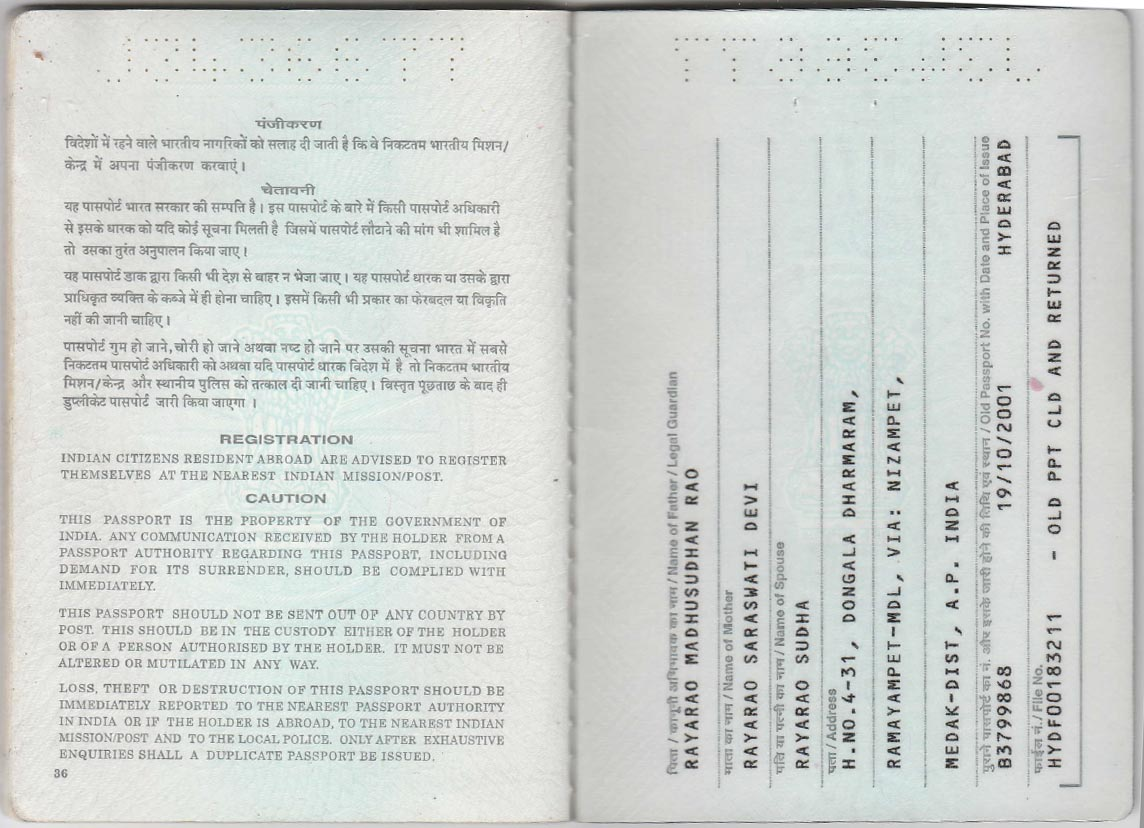 पंजीकरण
विदेशों में रहने वाले भारतीय नागरिकों को सलाह दी जाती है कि वे निकटतम भारतीय मिशन/
केन्द्र में अपना पंजीकरण करवाएं ।
चेतावनी
यह पासपोर्ट भारत सरकार की सम्पत्ति है । इस पासपोर्ट के बारे में किसी पासपोर्ट अधिकारी
से इसके धारक को यदि कोई सूचना मिलती है जिसमें पासपोर्ट लौटाने की मांग भी शामिल है
तो उसका तुरंत अनुपालन किया जाए ।
यह पासपोर्ट डाक द्वारा किसी भी देश से बाहर न भेजा जाए । यह पासपोर्ट धारक या उसके द्वारा
प्राधिकृत व्यक्ति के कब्जे में ही होना चाहिए । इसमें किसी भी प्रकार का फेरबदल या विकृति
नहीं की जानी चाहिए ।
पासपोर्ट गुम हो जाने, चोरी हो जाने अथवा नष्ट हो जाने पर उसकी सूचना भारत में सबसे
निकटतम पासपोर्ट अधिकारी को अथवा यदि पासपोर्ट धारक विदेश में है तो निकटतम भारतीय
मिशन/केन्द्र और स्थानीय पुलिस को तत्काल दी जानी चाहिए । विस्तृत पूछताछ के बाद ही
डुप्लीकेट पासपोर्ट जारी किया जाएगा ।
REGISTRATION
INDIAN CITIZENS RESIDENT ABROAD ARE ADVISED TO REGISTER
THEMSELVES AT THE NEAREST INDIAN MISSION/POST.
CAUTION
THIS PASSPORT IS THE PROPERTY OF THE GOVERNMENT OF
INDIA. ANY COMMUNICATION RECEIVED BY THE HOLDER FROM A
PASSPORT AUTHORITY REGARDING THIS PASSPORT, INCLUDING
DEMAND FOR ITS SURRENDER, SHOULD BE COMPLIED WITH
IMMEDIATELY.
THIS PASSPORT SHOULD NOT BE SENT OUT OF ANY COUNTRY BY
POST. THIS SHOULD BE IN THE CUSTODY EITHER OF THE HOLDER
OR OF A PERSON AUTHORISED BY THE HOLDER. IT MUST NOT BE
ALTERED OR MUTILATED IN ANY WAY.
LOSS, THEFT OR DESTRUCTION OF THIS PASSPORT SHOULD BE
IMMEDIATELY REPORTED TO THE NEAREST PASSPORT AUTHORITY
IN INDIA OR IF THE HOLDER IS ABROAD, TO THE NEAREST INDIAN
MISSION/POST AND TO THE LOCAL POLICE. ONLY AFTER EXHAUSTIVE
ENQUIRIES SHALL A DUPLICATE PASSPORT BE ISSUED.
36
पिता / कानूनी अभिभावक का नाम / Name of Father / Legal Guardian
RAYARAO MADHUSUDHAN RAO
माता का नाम / Name of Mother
RAYARAO SARASWATI DEVI
पति या पत्नी का नाम / Name of Spouse
RAYARAO SUDHA
पता / Address
H.NO.4-31, DONGALA DHARMARAM,
RAMAYAMPET-MDL, VIA: NIZAMPET,
MEDAK-DIST, A.P. INDIA
पुराने पासपोर्ट का नं. और इसके जारी होने की तिथि एवं स्थान / Old Passport No. with Date and Place of Issue
B3799868 19/10/2001 HYDERABAD
फाईल नं. / File No.
HYDF00183211 - OLD PPT CLD AND RETURNED